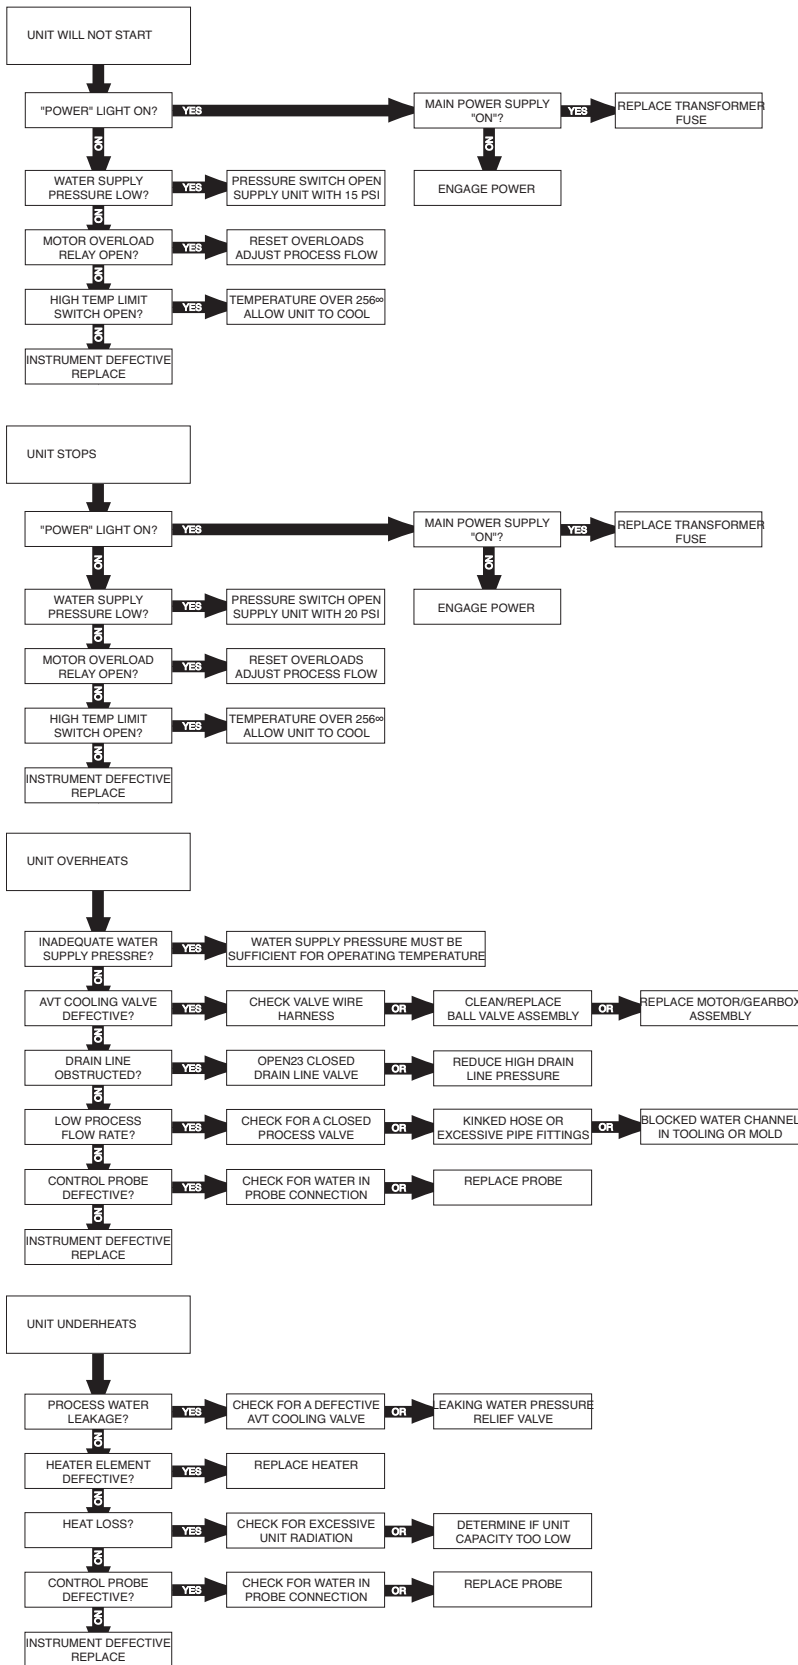 UNIT WILL NOT START
"POWER" LIGHT ON?
YES
MAIN POWER SUPPLY
"ON"?
YES
REPLACE TRANSFORMER
FUSE
NO
NO
WATER SUPPLY
PRESSURE LOW?
YES
PRESSURE SWITCH OPEN
SUPPLY UNIT WITH 15 PSI
ENGAGE POWER
NO
MOTOR OVERLOAD
RELAY OPEN?
YES
RESET OVERLOADS
ADJUST PROCESS FLOW
NO
HIGH TEMP LIMIT
SWITCH OPEN?
YES
TEMPERATURE OVER 256∞
ALLOW UNIT TO COOL
NO
INSTRUMENT DEFECTIVE
REPLACE
UNIT STOPS
"POWER" LIGHT ON?
YES
MAIN POWER SUPPLY
"ON"?
YES
REPLACE TRANSFORMER
FUSE
NO
NO
WATER SUPPLY
PRESSURE LOW?
YES
PRESSURE SWITCH OPEN
SUPPLY UNIT WITH 20 PSI
ENGAGE POWER
NO
MOTOR OVERLOAD
RELAY OPEN?
YES
RESET OVERLOADS
ADJUST PROCESS FLOW
NO
HIGH TEMP LIMIT
SWITCH OPEN?
YES
TEMPERATURE OVER 256∞
ALLOW UNIT TO COOL
NO
INSTRUMENT DEFECTIVE
REPLACE
UNIT OVERHEATS
INADEQUATE WATER
SUPPLY PRESSRE?
YES
WATER SUPPLY PRESSURE MUST BE
SUFFICIENT FOR OPERATING TEMPERATURE
NO
AVT COOLING VALVE
DEFECTIVE?
YES
CHECK VALVE WIRE
HARNESS
OR
CLEAN/REPLACE
BALL VALVE ASSEMBLY
OR
REPLACE MOTOR/GEARBOX
ASSEMBLY
NO
DRAIN LINE
OBSTRUCTED?
YES
OPEN23 CLOSED
DRAIN LINE VALVE
OR
REDUCE HIGH DRAIN
LINE PRESSURE
NO
LOW PROCESS
FLOW RATE?
YES
CHECK FOR A CLOSED
PROCESS VALVE
OR
KINKED HOSE OR
EXCESSIVE PIPE FITTINGS
OR
BLOCKED WATER CHANNEL
IN TOOLING OR MOLD
NO
CONTROL PROBE
DEFECTIVE?
YES
CHECK FOR WATER IN
PROBE CONNECTION
OR
REPLACE PROBE
NO
INSTRUMENT DEFECTIVE
REPLACE
UNIT UNDERHEATS
PROCESS WATER
LEAKAGE?
YES
CHECK FOR A DEFECTIVE
AVT COOLING VALVE
OR
LEAKING WATER PRESSURE
RELIEF VALVE
NO
HEATER ELEMENT
DEFECTIVE?
YES
REPLACE HEATER
NO
HEAT LOSS?
YES
CHECK FOR EXCESSIVE
UNIT RADIATION
OR
DETERMINE IF UNIT
CAPACITY TOO LOW
NO
CONTROL PROBE
DEFECTIVE?
YES
CHECK FOR WATER IN
PROBE CONNECTION
OR
REPLACE PROBE
NO
INSTRUMENT DEFECTIVE
REPLACE